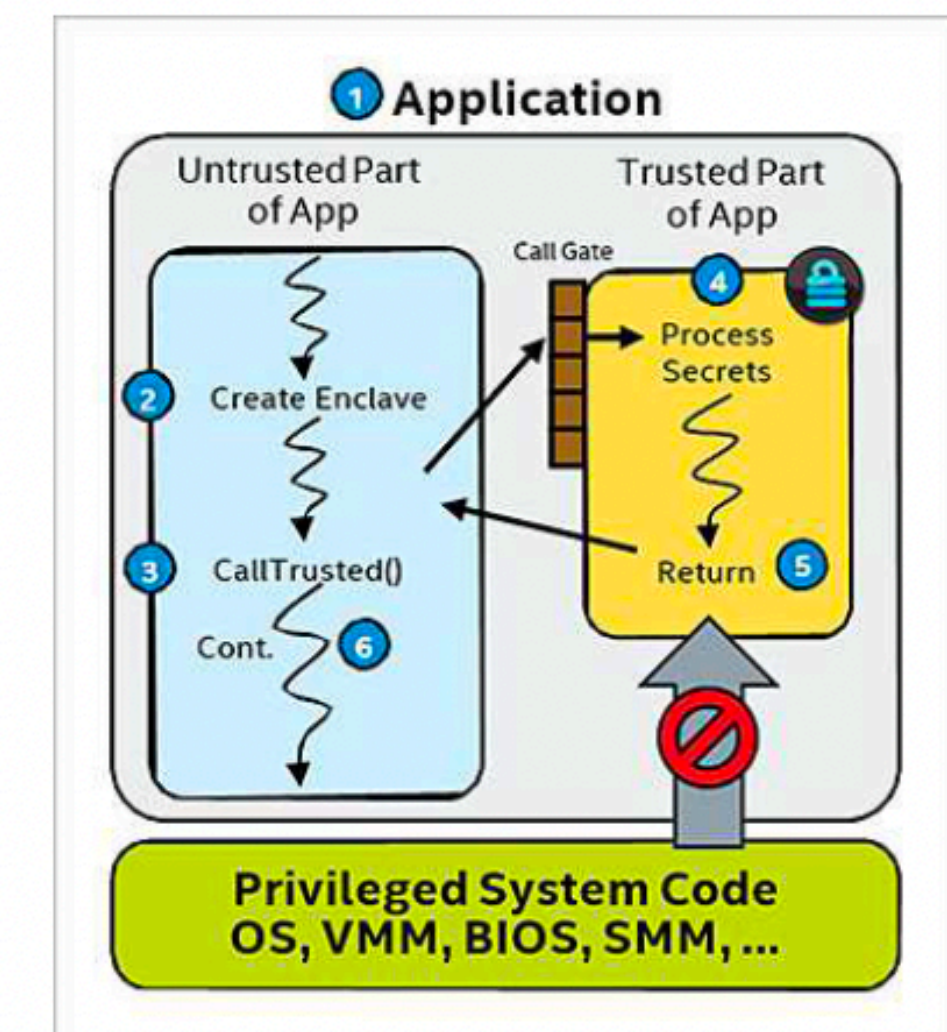 1 Application
Untrusted Part
of App
Trusted Part
of App
Call Gate
4
Process
Secrets
2
Create Enclave
3
CallTrusted()
Return 5
Cont. 6
Privileged System Code
OS, VMM, BIOS, SMM, ...